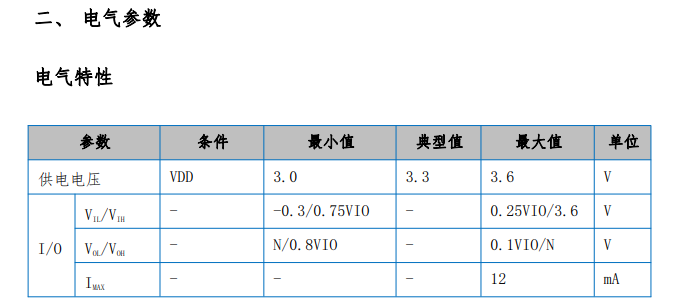 二、 电气参数
电气特性
参数 条件 最小值 典型值 最大值 单位
供电电压 VDD 3.0 3.3 3.6 V
I/O VIL/VIH - -0.3/0.75VIO - 0.25VIO/3.6 V
VOL/VOH - N/0.8VIO - 0.1VIO/N V
IMAX - - - 12 mA